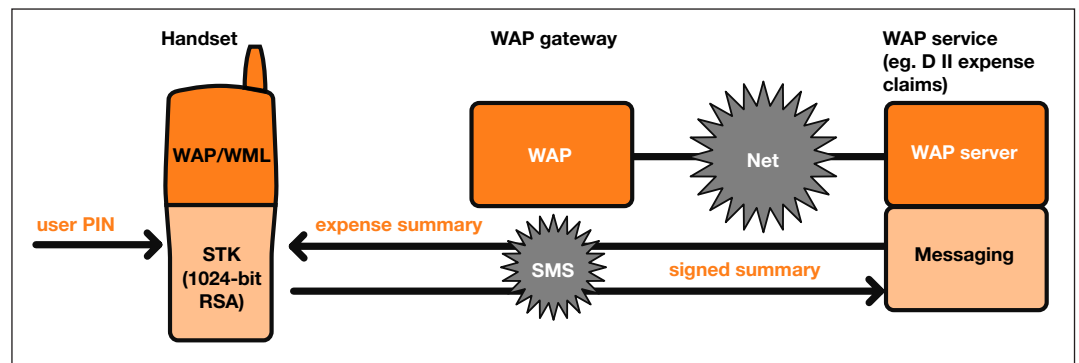 Handset
WAP gateway
WAP service
(eg. D II expense
claims)
WAP/WML
WAP
Net
WAP server
user PIN
expense summary
STK
(1024-bit
RSA)
SMS
signed summary
Messaging